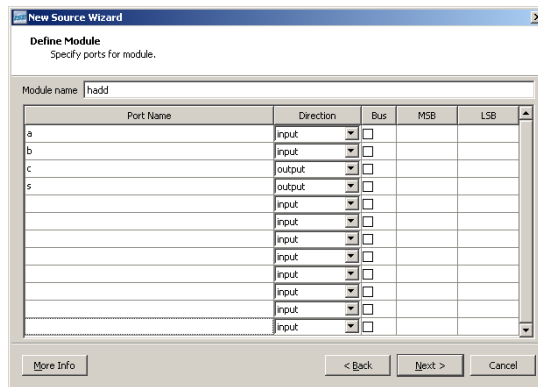 New Source Wizard
Define Module
Specify ports for module.
Module name hadd
Port Name Direction Bus MSB LSB
a input
b input
c output
s output
input
input
input
input
input
input
input
input
More Info < Back Next > Cancel